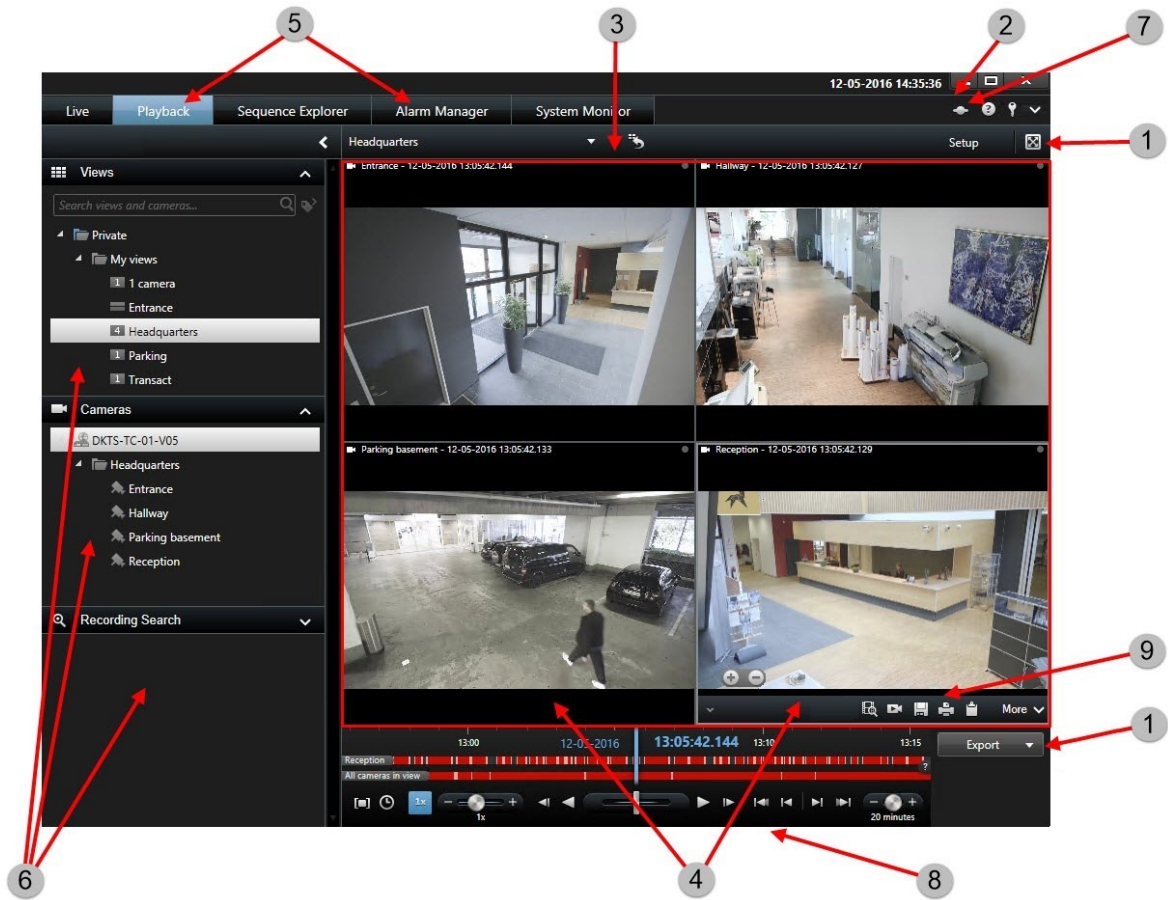 5
3
2
7
12-05-2016 14:35:36
Live Playback Sequence Explorer Alarm Manager System Monitor
Headquarters
Setup
1
Views
Entrance - 12-05-2016 13:05:42.144
Hallway - 12-05-2016 13:05:42.127
Search views and cameras...
Private
My views
1 1 camera
Entrance
4 Headquarters
1 Parking
1 Transact
Cameras
DKTS-TC-01-V05
Headquarters
Entrance
Hallway
Parking basement
Reception
Parking basement - 12-05-2016 13:05:42.133
Reception - 12-05-2016 13:05:42.129
Recording Search
9
More
1
13:00 12-05-2016 13:05:42.144 13:10 13:15
Export
Reception
?
All cameras in view
1x
1x
20 minutes
6
4
8